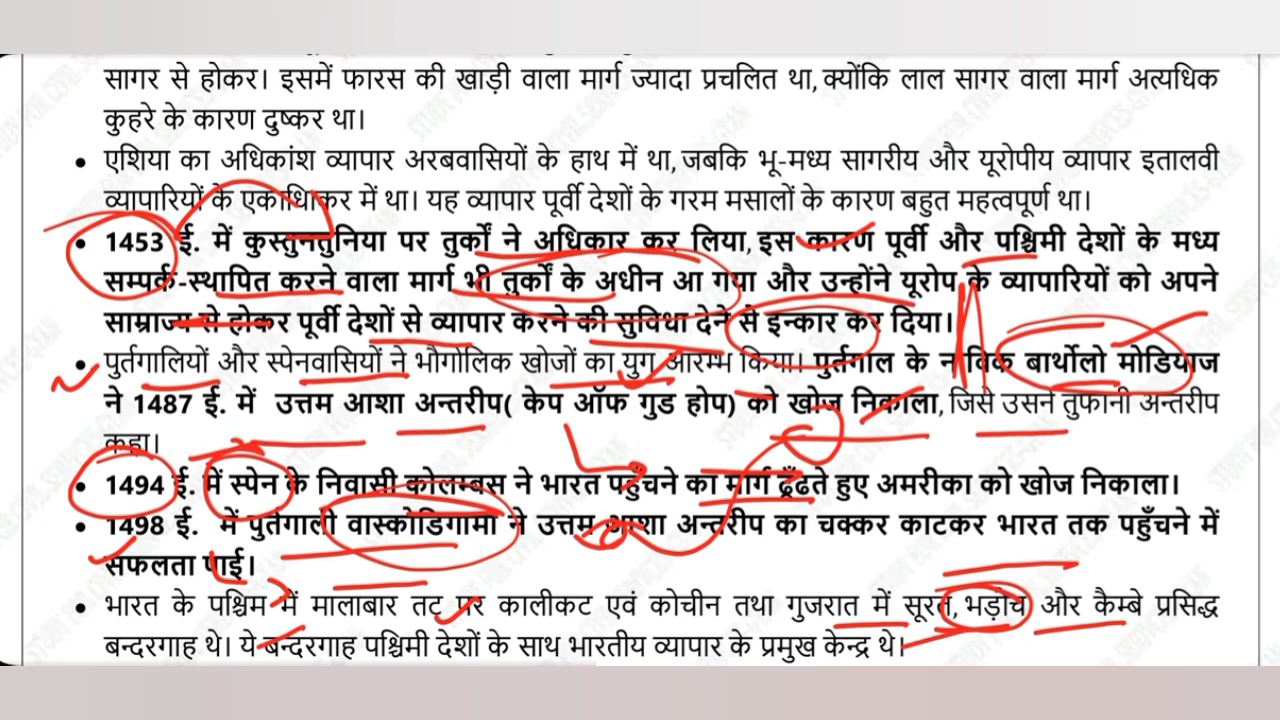 सागर से होकर। इसमें फारस की खाड़ी वाला मार्ग ज्यादा प्रचलित था, क्योंकि लाल सागर वाला मार्ग अत्यधिक
कुहरे के कारण दुष्कर था।
• एशिया का अधिकांश व्यापार अरबवासियों के हाथ में था, जबकि भू-मध्य सागरीय और यूरोपीय व्यापार इतालवी
व्यापारियों के एकाधिकर में था। यह व्यापार पूर्वी देशों के गरम मसालों के कारण बहुत महत्वपूर्ण था।
• 1453 ई. में कुस्तुनतुनिया पर तुर्कों ने अधिकार कर लिया, इस कारण पूर्वी और पश्चिमी देशों के मध्य
सम्पर्क-स्थापित करने वाला मार्ग भी तुर्कों के अधीन आ गया और उन्होंने यूरोप के व्यापारियों को अपने
साम्राज्य से होकर पूर्वी देशों से व्यापार करने की सुविधा देने से इन्कार कर दिया।
• पुर्तगालियों और स्पेनवासियों ने भौगोलिक खोजों का युग आरम्भ किया। पुर्तगाल के नाविक बार्थोलो मोडियाज
ने 1487 ई. में उत्तम आशा अन्तरीप( केप ऑफ गुड होप) को खोज निकाला, जिसे उसने तुफानी अन्तरीप
कहा।
• 1494 ई. में स्पेन के निवासी कोलम्बस ने भारत पहुँचने का मार्ग ढूँढते हुए अमरीका को खोज निकाला।
• 1498 ई. में पुर्तगाली वास्कोडिगामा ने उत्तम आशा अन्तरीप का चक्कर काटकर भारत तक पहुँचने में
सफलता पाई।
• भारत के पश्चिम में मालाबार तट पर कालीकट एवं कोचीन तथा गुजरात में सूरत, भड़ोच और कैम्बे प्रसिद्ध
बन्दरगाह थे। ये बन्दरगाह पश्चिमी देशों के साथ भारतीय व्यापार के प्रमुख केन्द्र थे।